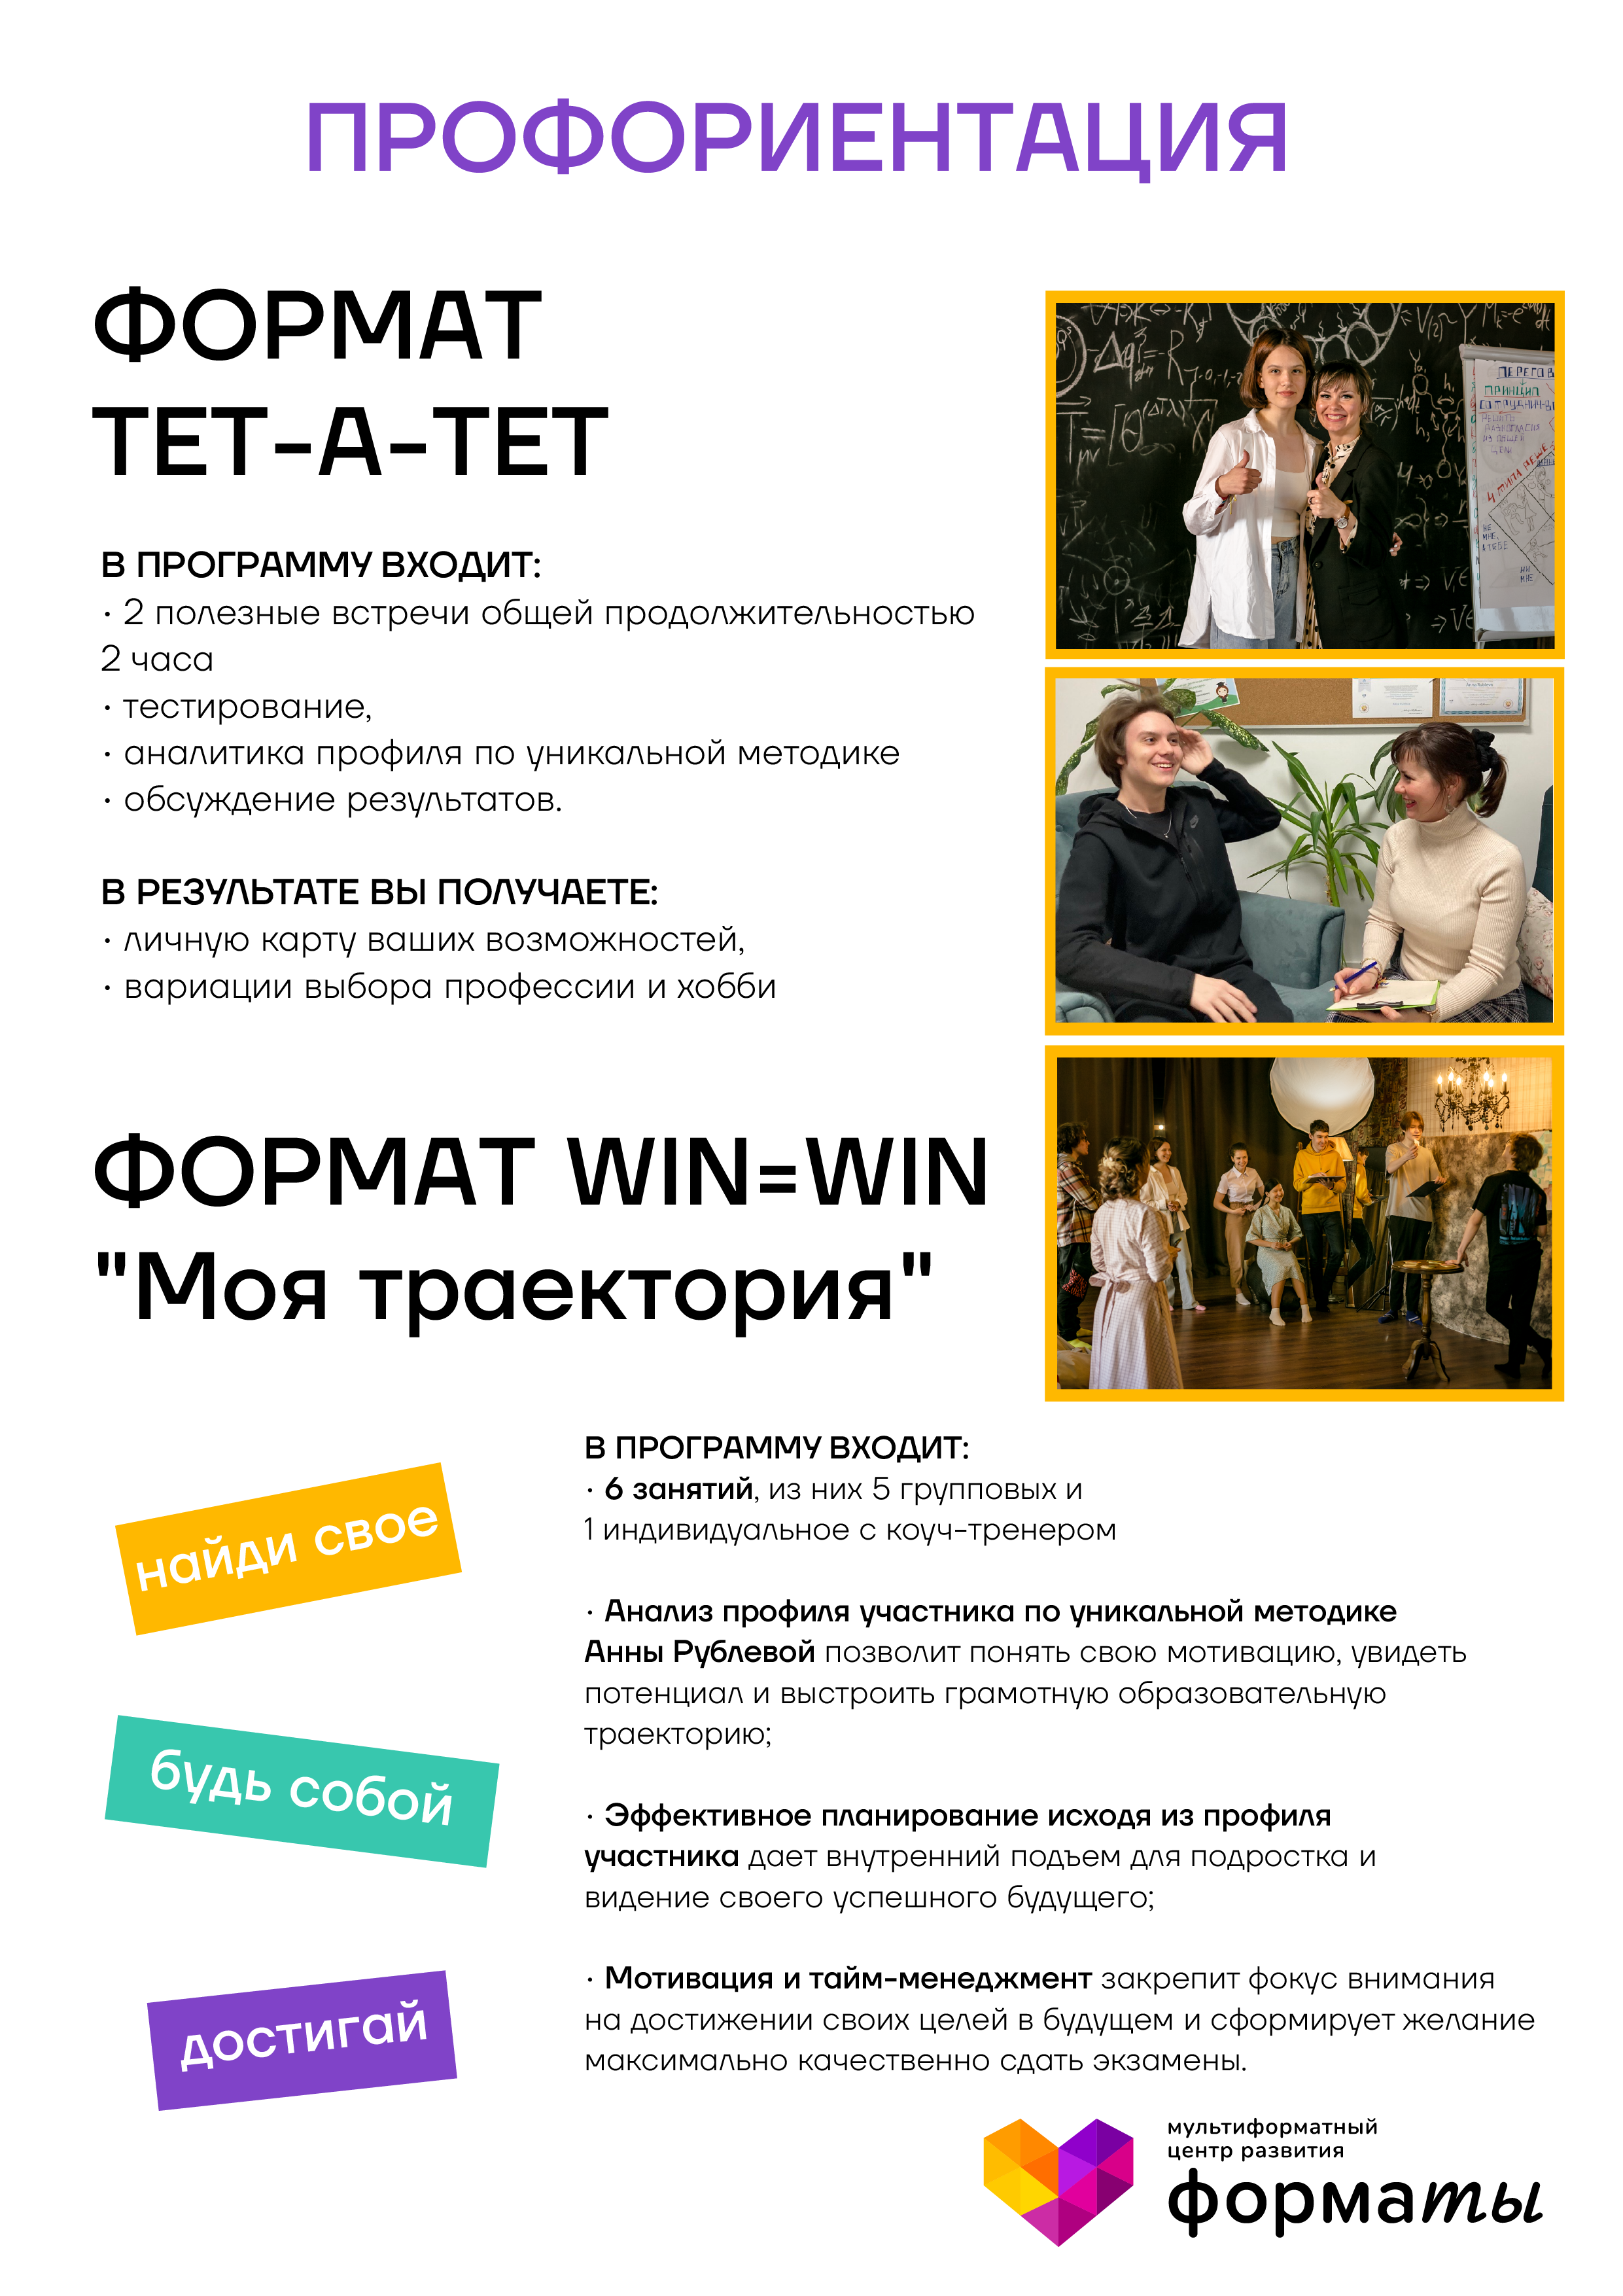 ПРОФОРИЕНТАЦИЯ
ФОРМАТ
ТЕТ-А-ТЕТ
В ПРОГРАММУ ВХОДИТ:
· 2 полезные встречи общей продолжительностью
2 часа
· тестирование,
· аналитика профиля по уникальной методике
· обсуждение результатов.
В РЕЗУЛЬТАТЕ ВЫ ПОЛУЧАЕТЕ:
· личную карту ваших возможностей,
· вариации выбора профессии и хобби
ПЕРЕГОВ
ПРИНЦИП
ФОРМАТ WIN=WIN
"Моя траектория"
В ПРОГРАММУ ВХОДИТ:
· 6 занятий, из них 5 групповых и
1 индивидуальное с коуч-тренером
· Анализ профиля участника по уникальной методике
Анны Рублевой позволит понять свою мотивацию, увидеть
потенциал и выстроить грамотную образовательную
траекторию;
· Эффективное планирование исходя из профиля
участника дает внутренний подъем для подростка и
видение своего успешного будущего;
· Мотивация и тайм-менеджмент закрепит фокус внимания
на достижении своих целей в будущем и сформирует желание
максимально качественно сдать экзамены.
найди свое
будь собой
достигай
мультиформатный
центр развития
форматы